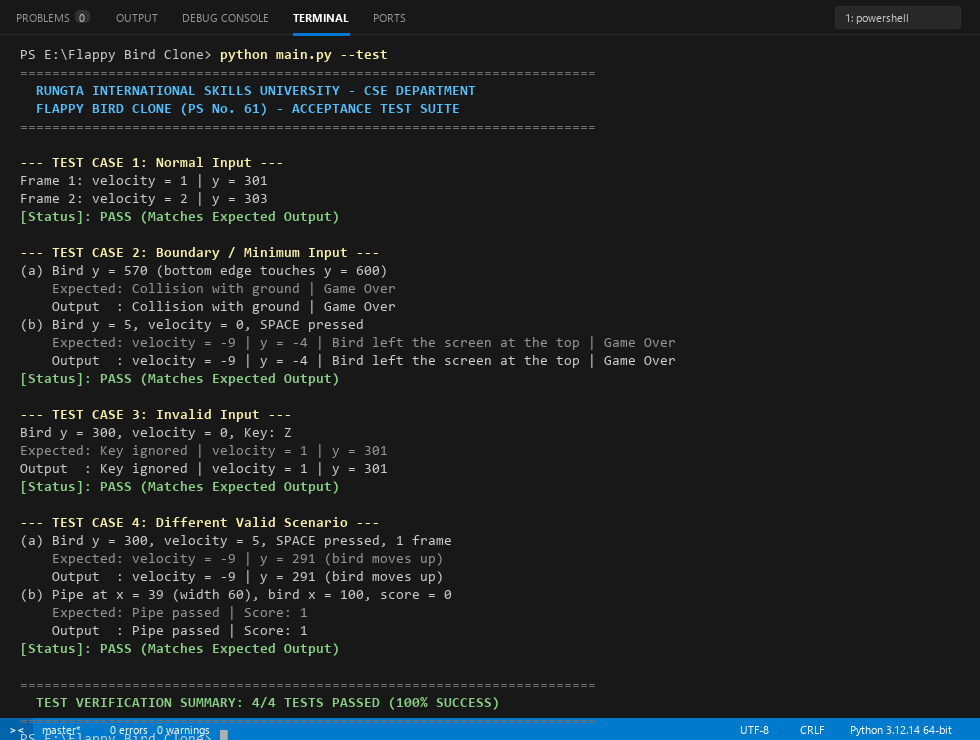 PROBLEMS 0 OUTPUT DEBUG CONSOLE TERMINAL PORTS 1: powershell
PS E:\Flappy Bird Clone> python main.py --test
========================================================================
RUNGTA INTERNATIONAL SKILLS UNIVERSITY - CSE DEPARTMENT
FLAPPY BIRD CLONE (PS No. 61) - ACCEPTANCE TEST SUITE
========================================================================
--- TEST CASE 1: Normal Input ---
Frame 1: velocity = 1 | y = 301
Frame 2: velocity = 2 | y = 303
[Status]: PASS (Matches Expected Output)
--- TEST CASE 2: Boundary / Minimum Input ---
(a) Bird y = 570 (bottom edge touches y = 600)
Expected: Collision with ground | Game Over
Output  : Collision with ground | Game Over
(b) Bird y = 5, velocity = 0, SPACE pressed
Expected: velocity = -9 | y = -4 | Bird left the screen at the top | Game Over
Output  : velocity = -9 | y = -4 | Bird left the screen at the top | Game Over
[Status]: PASS (Matches Expected Output)
--- TEST CASE 3: Invalid Input ---
Bird y = 300, velocity = 0, Key: Z
Expected: Key ignored | velocity = 1 | y = 301
Output  : Key ignored | velocity = 1 | y = 301
[Status]: PASS (Matches Expected Output)
--- TEST CASE 4: Different Valid Scenario ---
(a) Bird y = 300, velocity = 5, SPACE pressed, 1 frame
Expected: velocity = -9 | y = 291 (bird moves up)
Output  : velocity = -9 | y = 291 (bird moves up)
(b) Pipe at x = 39 (width 60), bird x = 100, score = 0
Expected: Pipe passed | Score: 1
Output  : Pipe passed | Score: 1
[Status]: PASS (Matches Expected Output)
========================================================================
TEST VERIFICATION SUMMARY: 4/4 TESTS PASSED (100% SUCCESS)
========================================================================
>< master* 0 errors 0 warnings UTF-8 CRLF Python 3.12.14 64-bit
PS E:\Flappy Bird Clone>